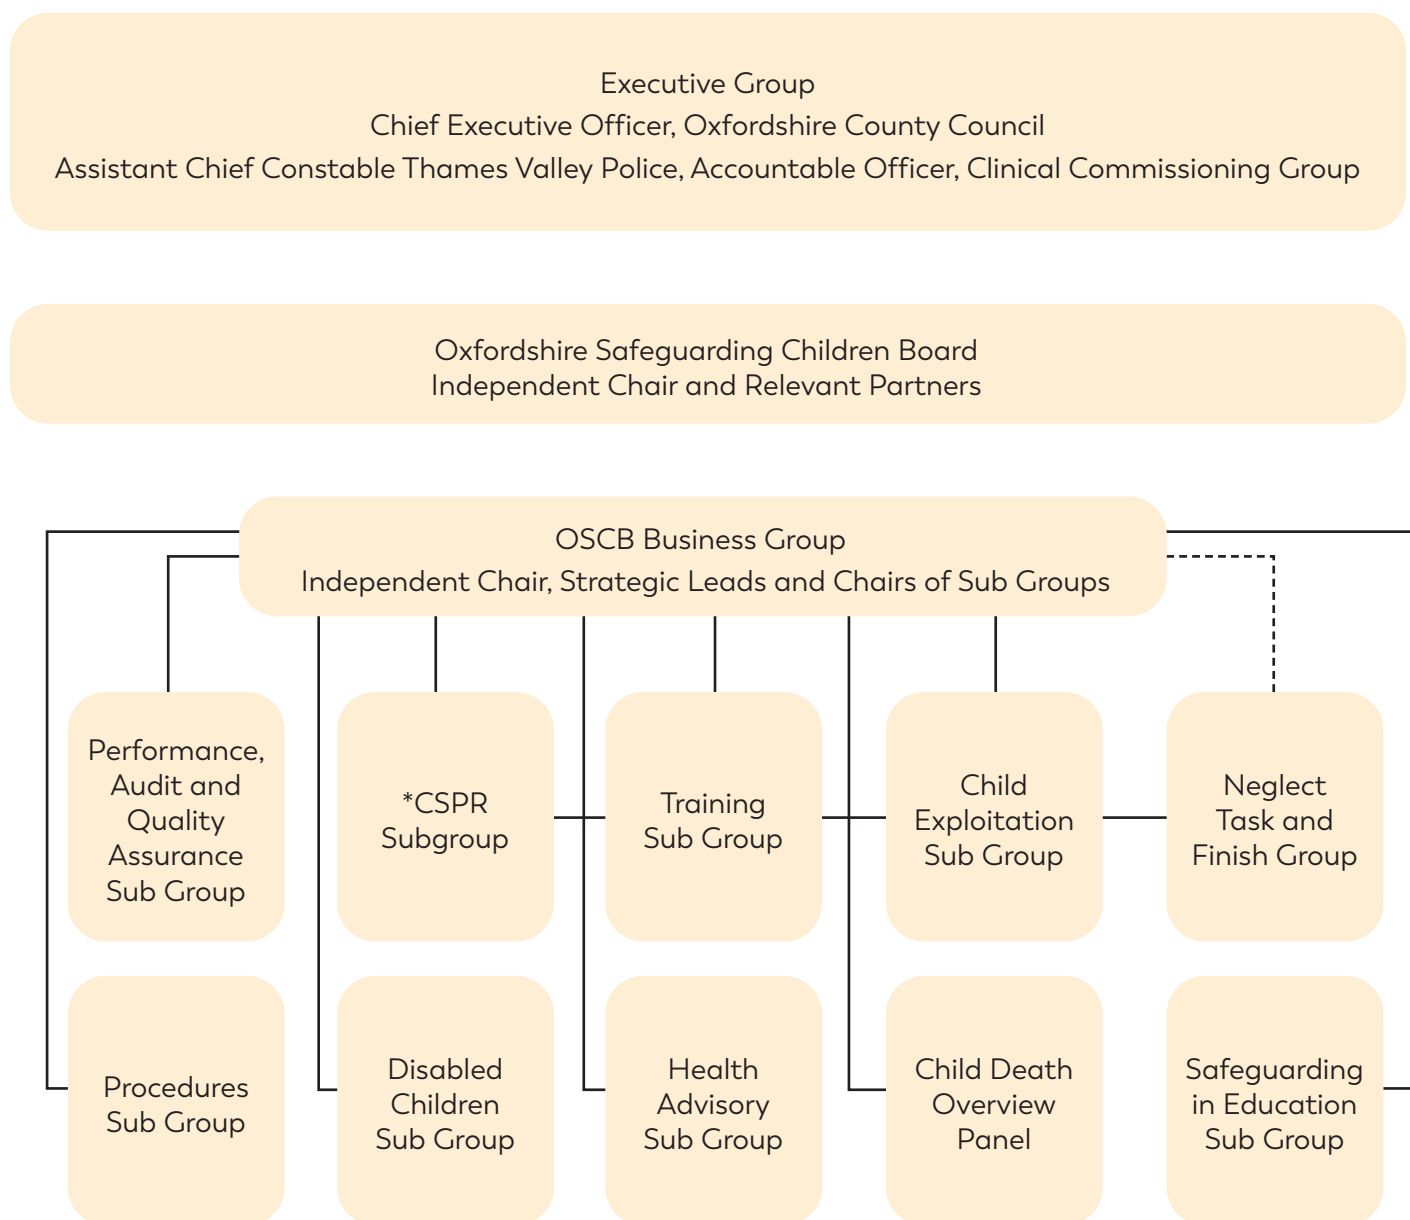 Executive Group
Chief Executive Officer, Oxfordshire County Council
Assistant Chief Constable Thames Valley Police, Accountable Officer, Clinical Commissioning Group
Oxfordshire Safeguarding Children Board
Independent Chair and Relevant Partners
OSCB Business Group
Independent Chair, Strategic Leads and Chairs of Sub Groups
Performance,
Audit and
Quality
Assurance
Sub Group
*CSPR
Subgroup
Training
Sub Group
Child
Exploitation
Sub Group
Neglect
Task and
Finish Group
Procedures
Sub Group
Disabled
Children
Sub Group
Health
Advisory
Sub Group
Child Death
Overview
Panel
Safeguarding
in Education
Sub Group